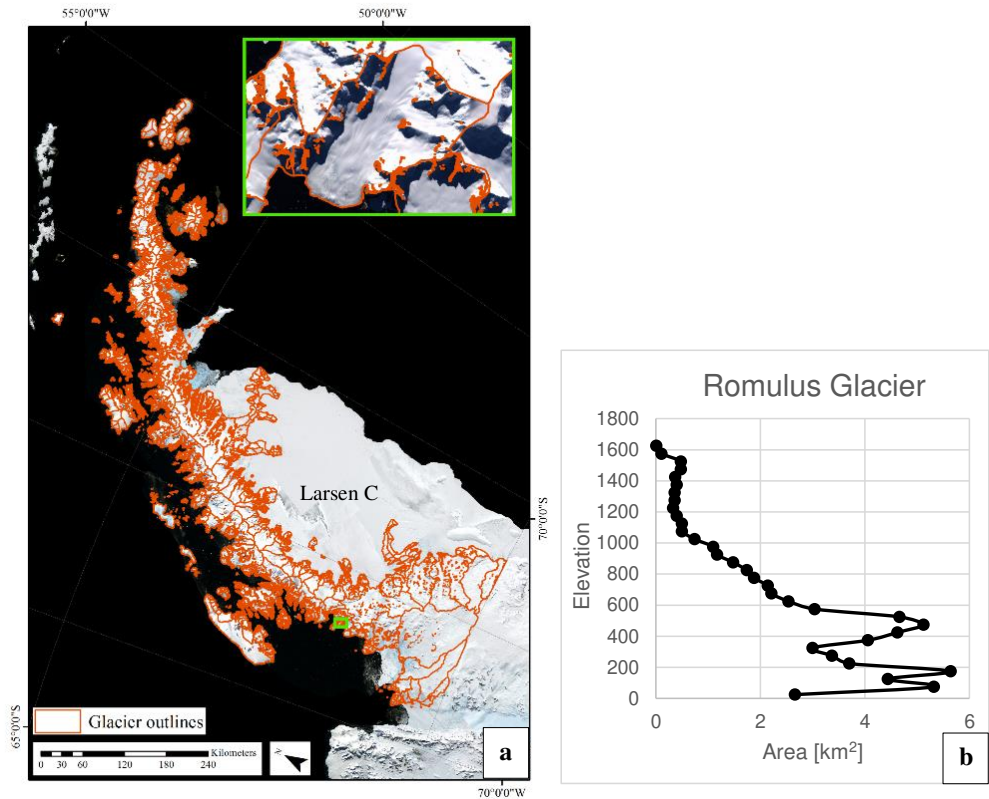 55°0'0"W
50°0'0"W
Larsen C
70°0'0"S
65°0'0"S
Glacier outlines
Kilometers
0 30 60 120 180 240
N
a
70°0'0"W
Romulus Glacier
1800
1600
1400
1200
1000
800
600
400
200
0
Elevation
0 2 4 6
Area [km²]
b